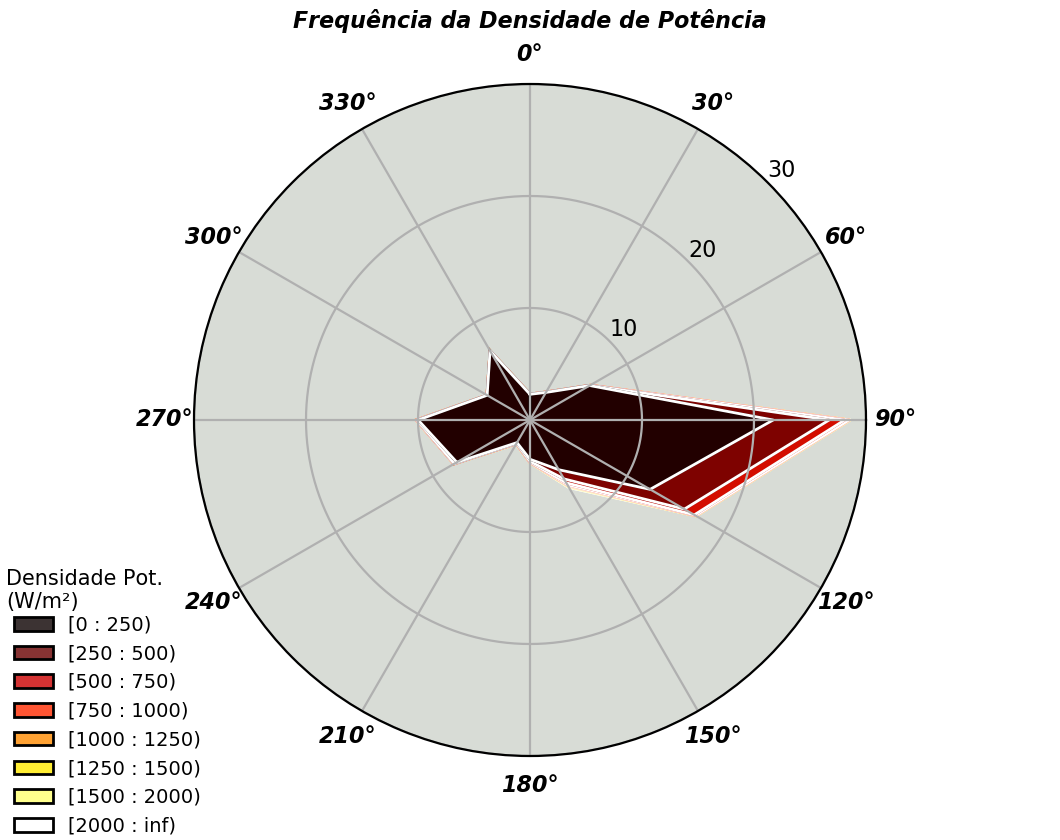 Frequência da Densidade de Potência
0°
330°
30°
30
300°
60°
20
10
270°
90°
240°
120°
210°
150°
180°
Densidade Pot.
(W/m²)
[0 : 250)
[250 : 500)
[500 : 750)
[750 : 1000)
[1000 : 1250)
[1250 : 1500)
[1500 : 2000)
[2000 : inf)